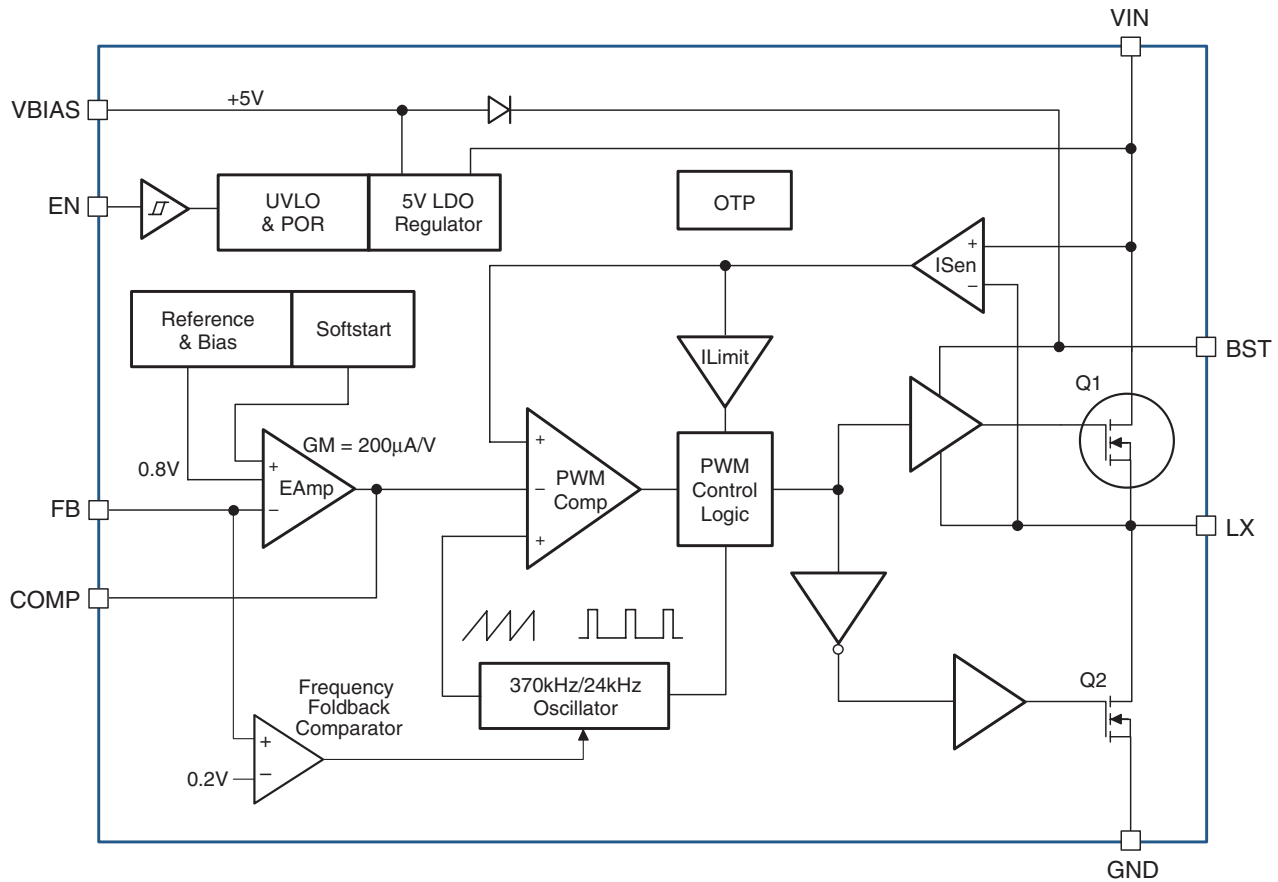 VIN
VBIAS
+5V
EN
UVLO
& POR
5V LDO
Regulator
OTP
+
ISen
−
Reference
& Bias
Softstart
ILimit
BST
Q1
GM = 200µA/V
0.8V
+
EAmp
−
FB
+
PWM
Comp
−
+
PWM
Control
Logic
LX
COMP
370kHz/24kHz
Oscillator
Frequency
Foldback
Comparator
+
−
0.2V
Q2
GND